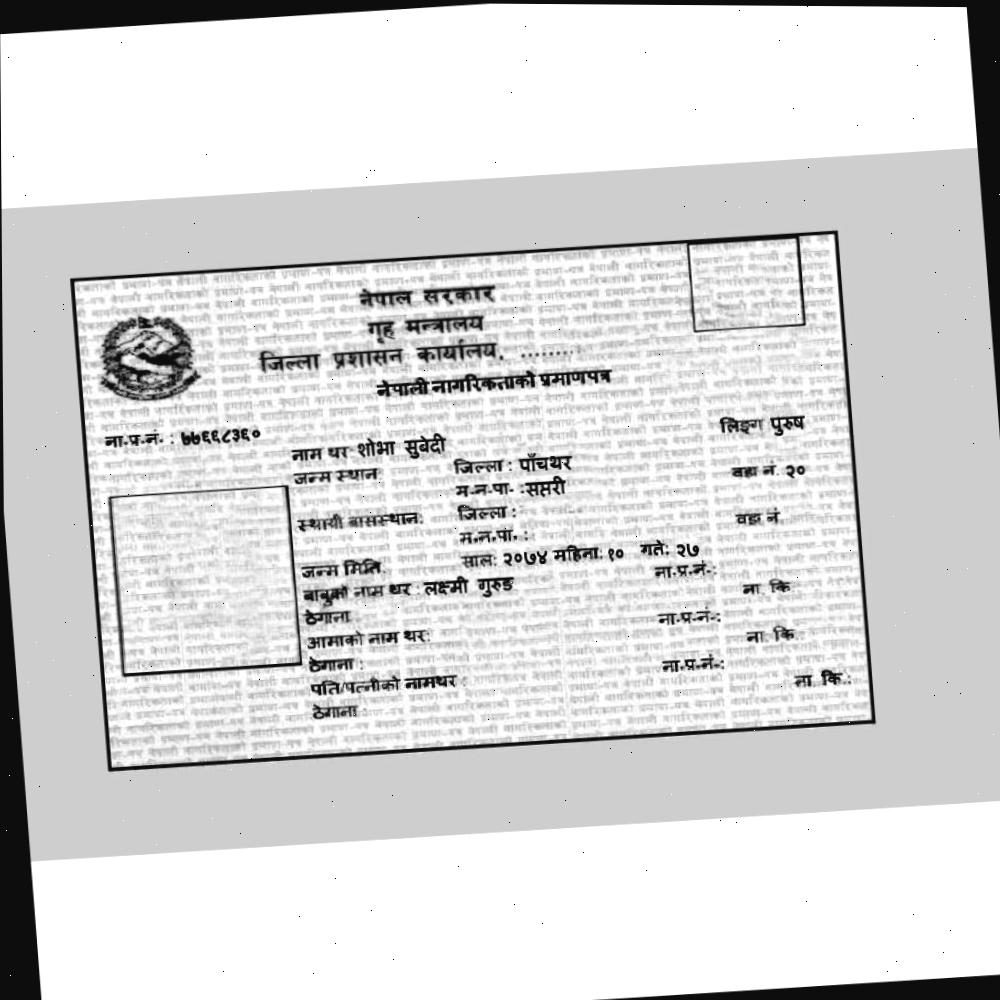 नेपाल सरकार
गृह मन्त्रालय
जिल्ला प्रशासन कार्यालय, ........
नेपाली नागरिकताको प्रमाणपत्र
ना.प्र.नं. : ७७६६८३६०
लिङ्ग पुरुष
नाम थर शोभा सुवेदी
जन्म स्थान: जिल्ला : पाँचथर
म.न.पा. : सप्तरी वडा नं. २०
स्थायी बासस्थान: जिल्ला :
म.न.पा. : वडा नं.
जन्म मिति: साल: २०७४ महिना: १० गते: २७
बाबुको नाम थर : लक्ष्मी गुरुङ ना.प्र.नं.:
ठेगाना ना. कि.
आमाको नाम थर: ना.प्र.नं.:
ठेगाना : ना. कि.
पति/पत्नीको नामथर : ना.प्र.नं.:
ठेगाना ना. कि.: